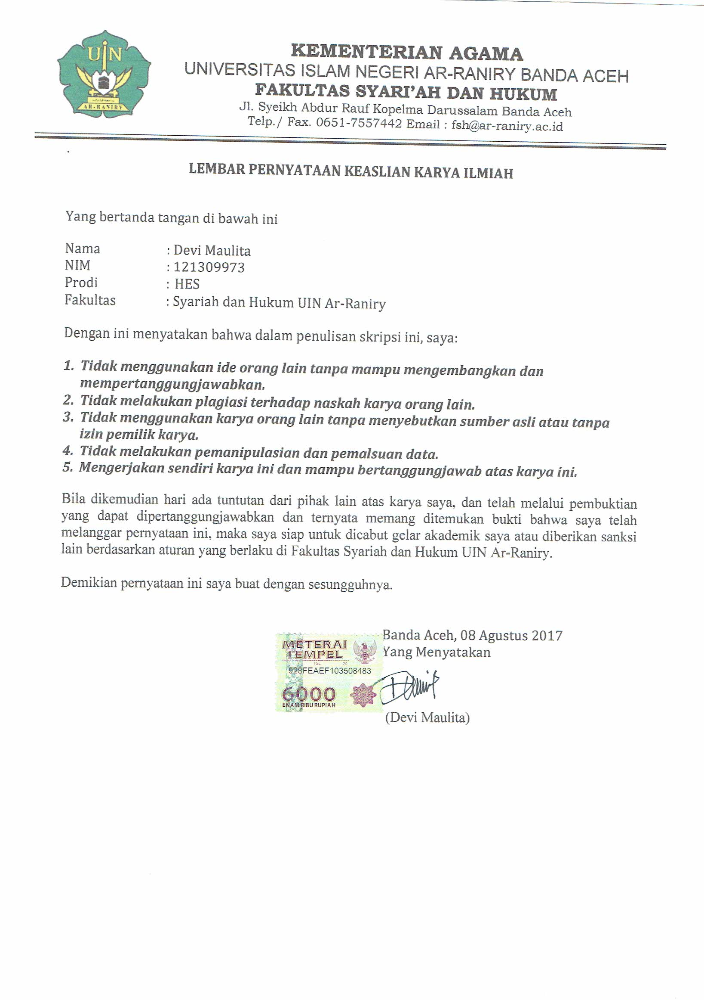 UIN
AR-RANIRY
KEMENTERIAN AGAMA
UNIVERSITAS ISLAM NEGERI AR-RANIRY BANDA ACEH
FAKULTAS SYARI'AH DAN HUKUM
Jl. Syeikh Abdur Rauf Kopelma Darussalam Banda Aceh
Telp./ Fax. 0651-7557442 Email : fsh@ar-raniry.ac.id
LEMBAR PERNYATAAN KEASLIAN KARYA ILMIAH
Yang bertanda tangan di bawah ini
Nama : Devi Maulita
NIM : 121309973
Prodi : HES
Fakultas : Syariah dan Hukum UIN Ar-Raniry
Dengan ini menyatakan bahwa dalam penulisan skripsi ini, saya:
1. Tidak menggunakan ide orang lain tanpa mampu mengembangkan dan
mempertanggungjawabkan.
2. Tidak melakukan plagiasi terhadap naskah karya orang lain.
3. Tidak menggunakan karya orang lain tanpa menyebutkan sumber asli atau tanpa
izin pemilik karya.
4. Tidak melakukan pemanipulasian dan pemalsuan data.
5. Mengerjakan sendiri karya ini dan mampu bertanggungjawab atas karya ini.
Bila dikemudian hari ada tuntutan dari pihak lain atas karya saya, dan telah melalui pembuktian
yang dapat dipertanggungjawabkan dan ternyata memang ditemukan bukti bahwa saya telah
melanggar pernyataan ini, maka saya siap untuk dicabut gelar akademik saya atau diberikan sanksi
lain berdasarkan aturan yang berlaku di Fakultas Syariah dan Hukum UIN Ar-Raniry.
Demikian pernyataan ini saya buat dengan sesungguhnya.
Banda Aceh, 08 Agustus 2017
Yang Menyatakan
METERAI
TEMPEL
TGL. 20
928FEAEF103508483
6000
ENAM RIBU RUPIAH
(Devi Maulita)